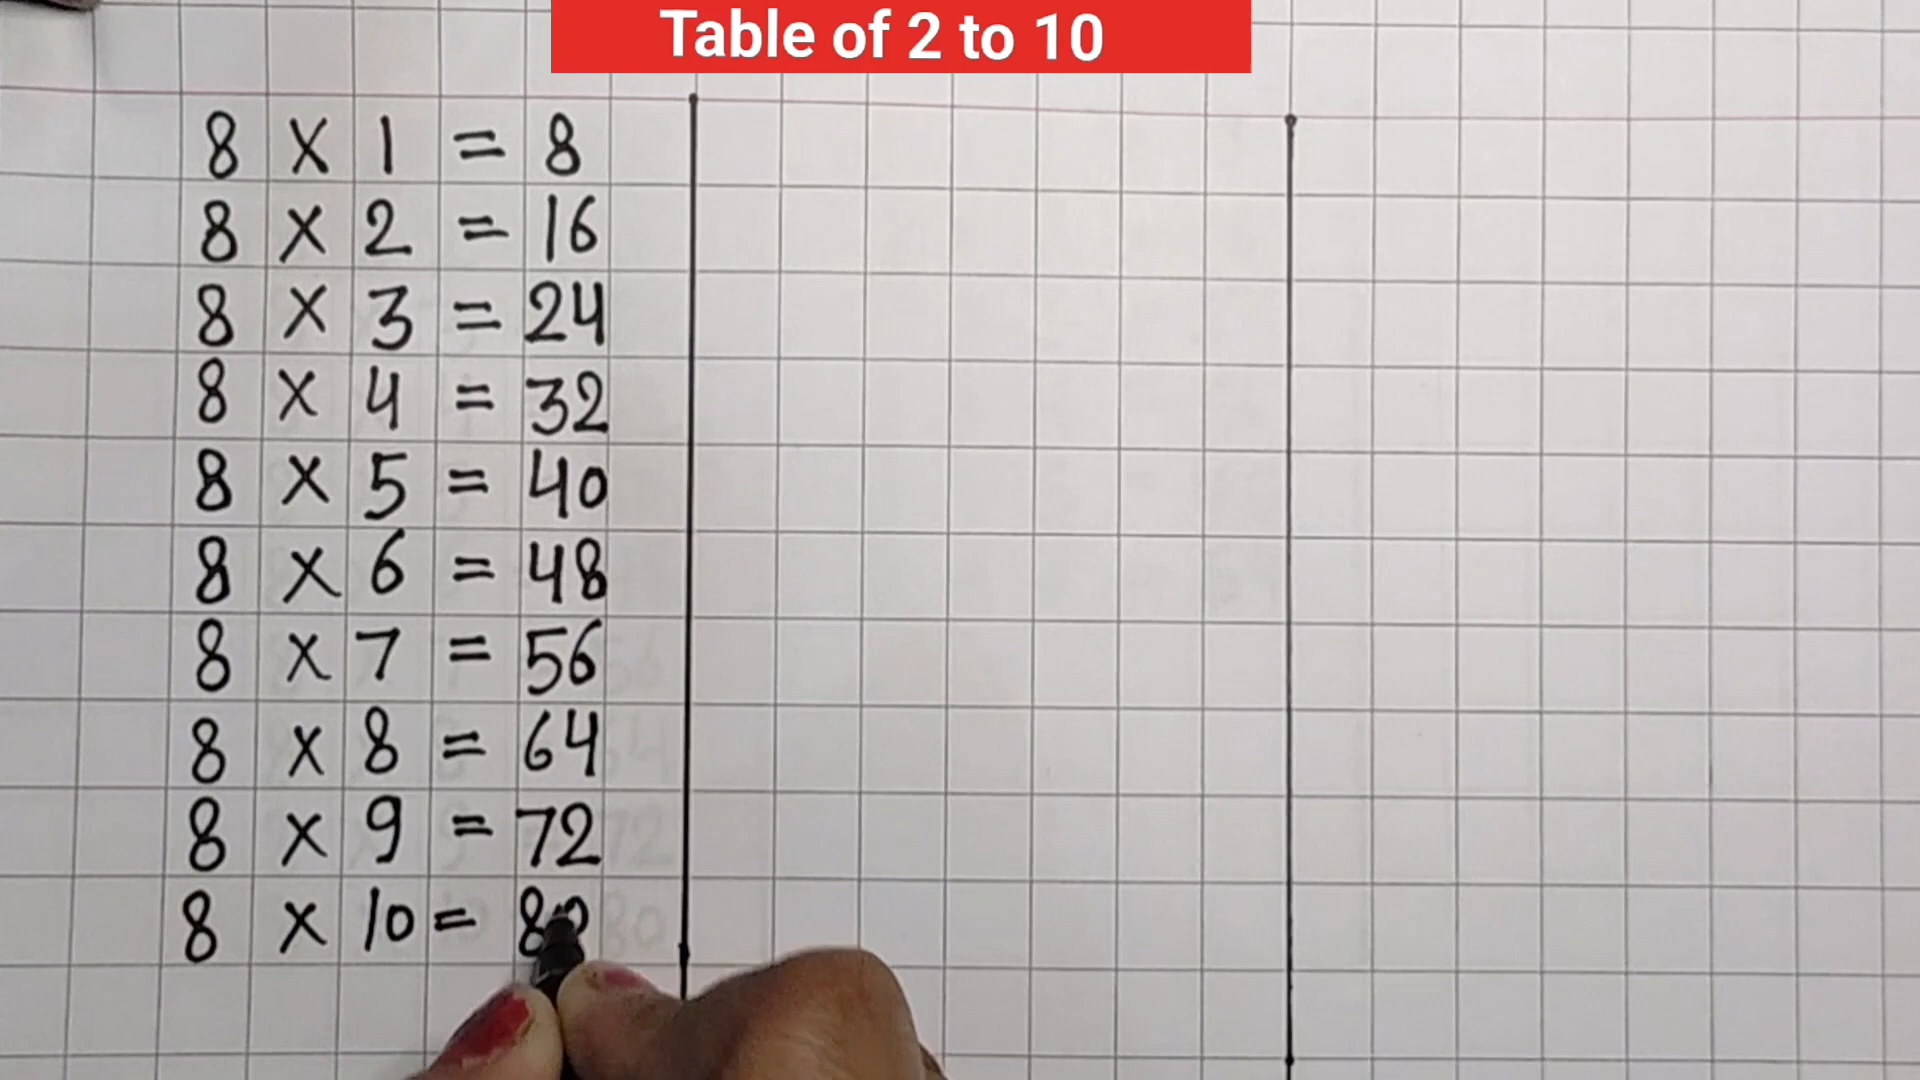 Table of 2 to 10
8 X 1 = 8
8 X 2 = 16
8 X 3 = 24
8 X 4 = 32
8 X 5 = 40
8 X 6 = 48
8 X 7 = 56
8 X 8 = 64
8 X 9 = 72
8 X 10 = 80